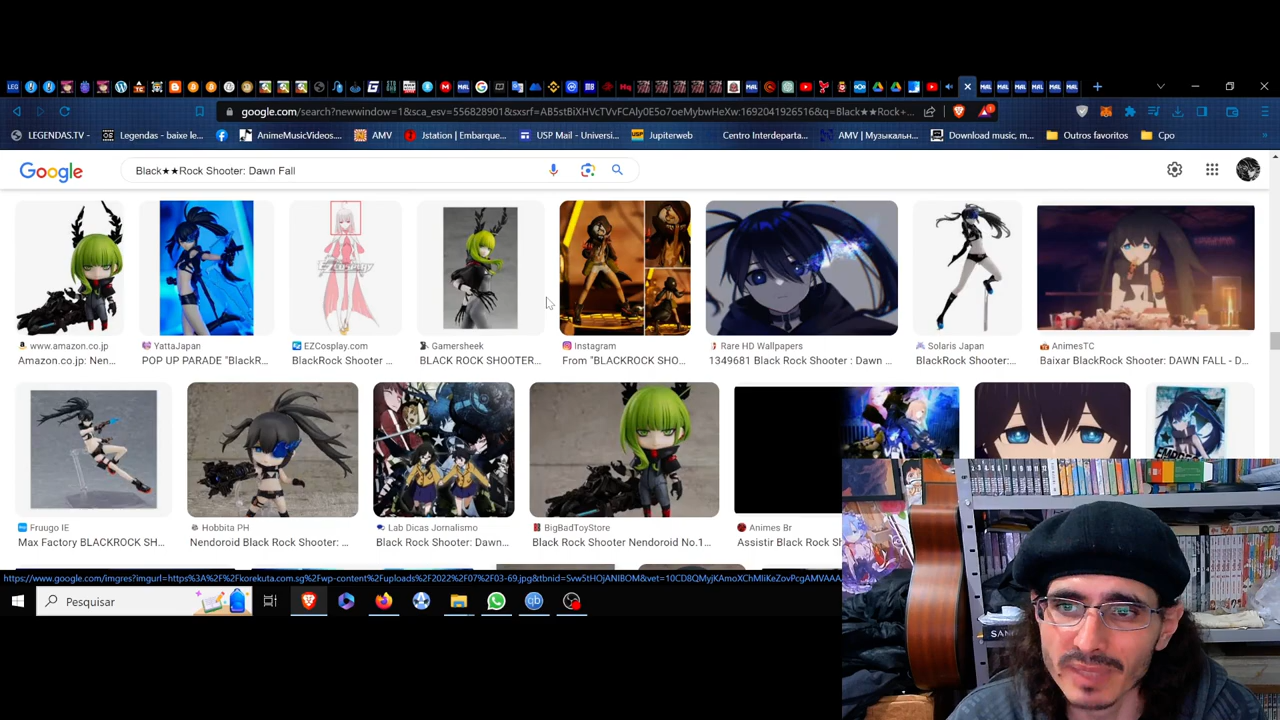 google.com/search?newwindow=1&sca_esv=556828901&sxsrf=AB5stBiXHVcTVvFCAly0E5o7oeMybwHeXw:1692041926516&q=Black★★Rock+...
LEGENDAS.TV -
Legendas - baixe le...
AnimeMusicVideos....
AMV
Jstation | Embarque...
USP Mail - Universi...
Jupiterweb
Centro Interdeparta...
AMV | Музыкальн...
Download music, m...
Outros favoritos
Cpo
Google
Black★★Rock Shooter: Dawn Fall
EZCosplay
www.amazon.co.jp
YattaJapan
EZCosplay.com
Gamersheek
Instagram
Rare HD Wallpapers
Solaris Japan
AnimesTC
Amazon.co.jp: Nen...
POP UP PARADE "BlackR...
BlackRock Shooter ...
BLACK ROCK SHOOTER...
From "BLACKROCK SHO...
1349681 Black Rock Shooter : Dawn ...
BlackRock Shooter:...
Baixar BlackRock Shooter: DAWN FALL - D...
Fruugo IE
Hobbita PH
Lab Dicas Jornalismo
BigBadToyStore
Animes Br
Max Factory BLACKROCK SH...
Nendoroid Black Rock Shooter: ...
Black Rock Shooter: Dawn...
Black Rock Shooter Nendoroid No.1...
Assistir Black Rock Sh
Pesquisar